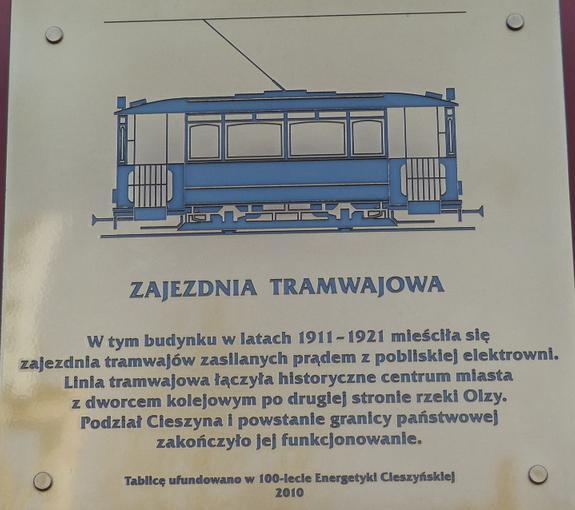 ZAJEZDNIA TRAMWAJOWA
W tym budynku w latach 1911-1921 mieściła się
zajezdnia tramwajów zasilanych prądem z pobliskiej elektrowni.
Linia tramwajowa łączyła historyczne centrum miasta
z dworcem kolejowym po drugiej stronie rzeki Olzy.
Podział Cieszyna i powstanie granicy państwowej
zakończyło jej funkcjonowanie.
Tablicę ufundowano w 100-lecie Energetyki Cieszyńskiej
2010